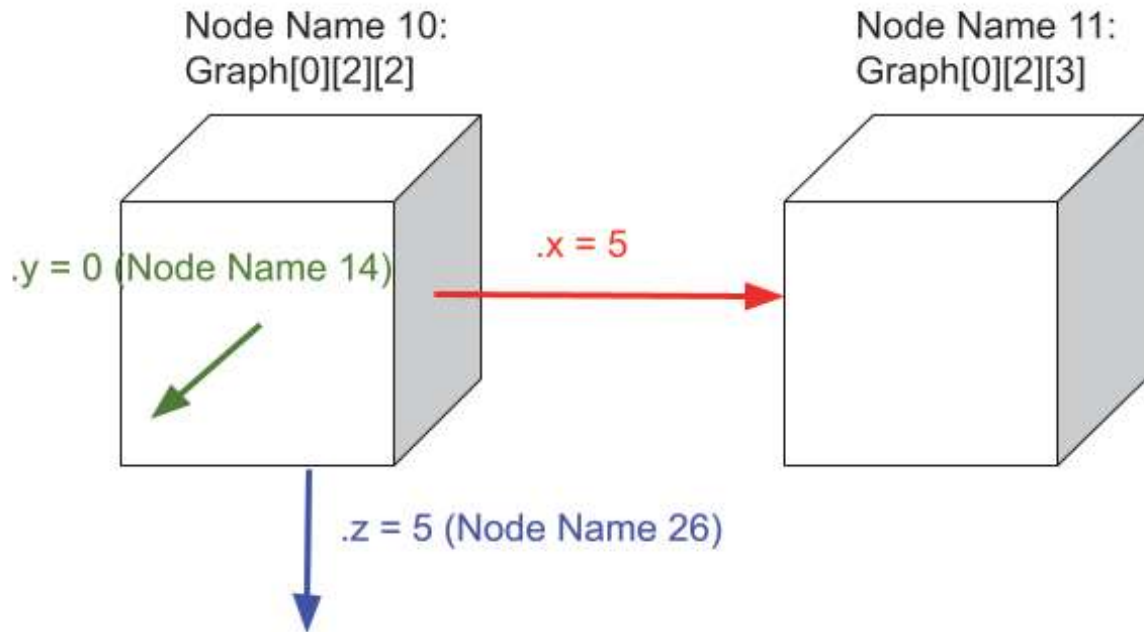 Node Name 10:
Graph[0][2][2]
Node Name 11:
Graph[0][2][3]
.x = 5
.y = 0 (Node Name 14)
.z = 5 (Node Name 26)